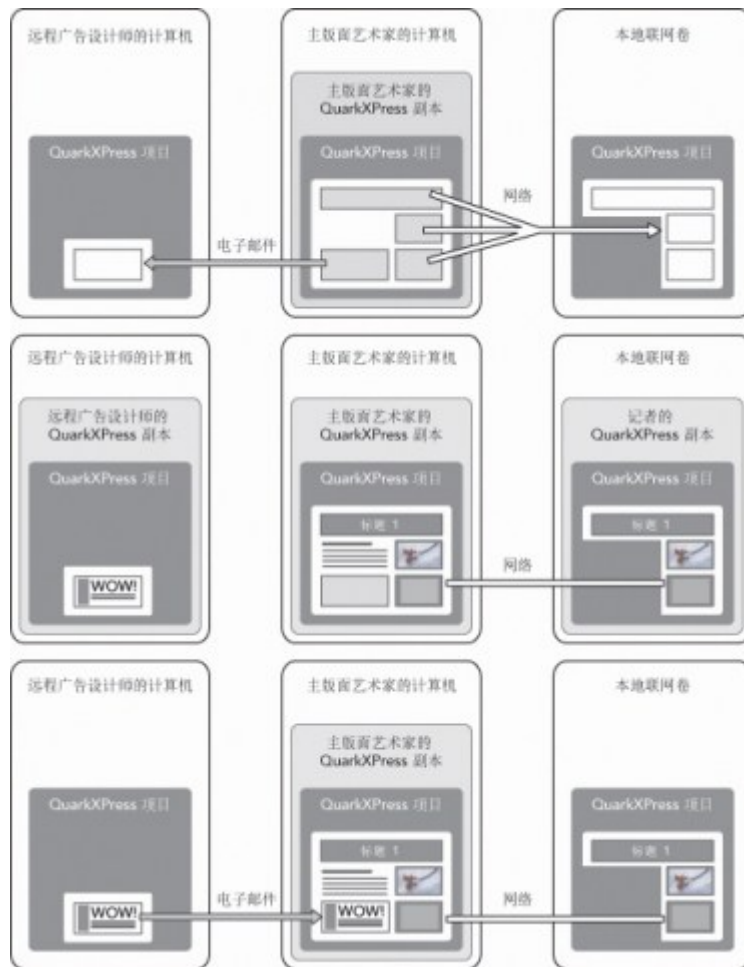 远程广告设计师的计算机
主版面艺术家的计算机
本地联网卷
主版面艺术家的
QuarkXPress 副本
QuarkXPress 项目
QuarkXPress 项目
QuarkXPress 项目
网络
电子邮件
远程广告设计师的计算机
主版面艺术家的计算机
本地联网卷
远程广告设计师的
QuarkXPress 副本
主版面艺术家的
QuarkXPress 副本
记者的
QuarkXPress 副本
QuarkXPress 项目
QuarkXPress 项目
QuarkXPress 项目
标题 1
标题 1
网络
WOW!
远程广告设计师的计算机
主版面艺术家的计算机
本地联网卷
主版面艺术家的
QuarkXPress 副本
QuarkXPress 项目
QuarkXPress 项目
QuarkXPress 项目
标题 1
标题 1
电子邮件
网络
WOW!
WOW!